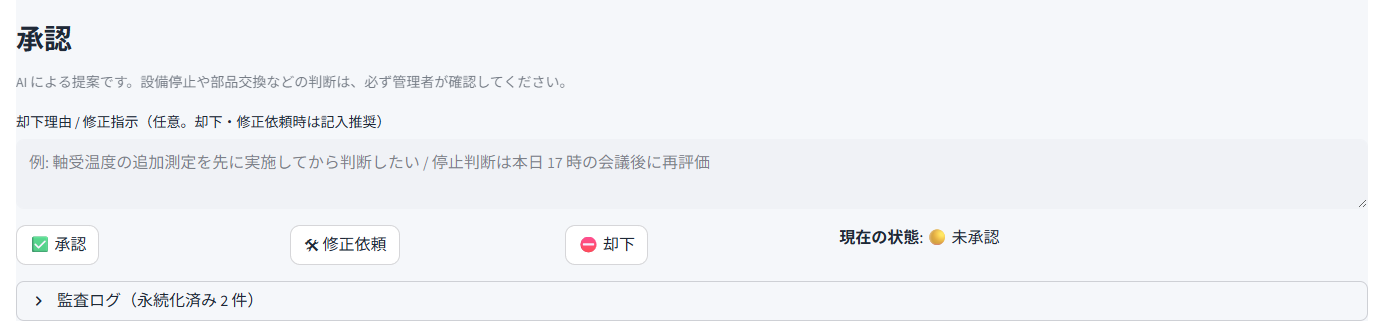 承認
AI による提案です。設備停止や部品交換などの判断は、必ず管理者が確認してください。
却下理由 / 修正指示（任意。却下・修正依頼時は記入推奨）
例: 軸受温度の追加測定を先に実施してから判断したい / 停止判断は本日 17 時の会議後に再評価
✅ 承認
🛠 修正依頼
⛔ 却下
現在の状態: 🟡 未承認
監査ログ（永続化済み 2 件）